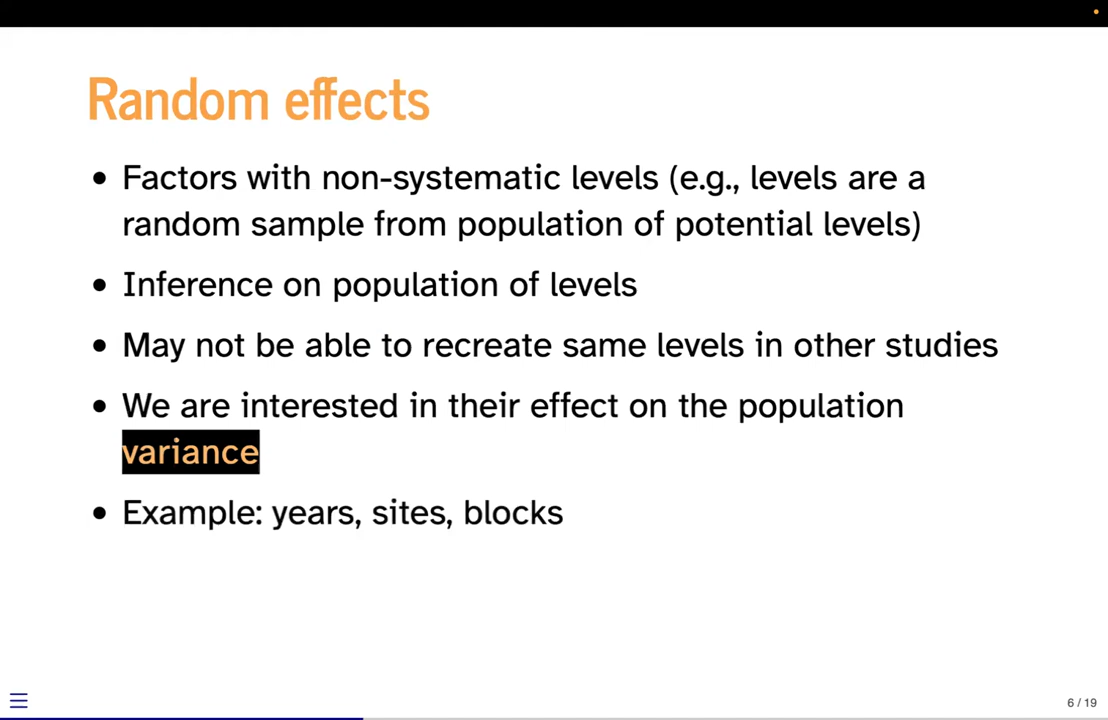 Random effects
• Factors with non-systematic levels (e.g., levels are a
random sample from population of potential levels)
• Inference on population of levels
• May not be able to recreate same levels in other studies
• We are interested in their effect on the population
variance
• Example: years, sites, blocks
6 / 19